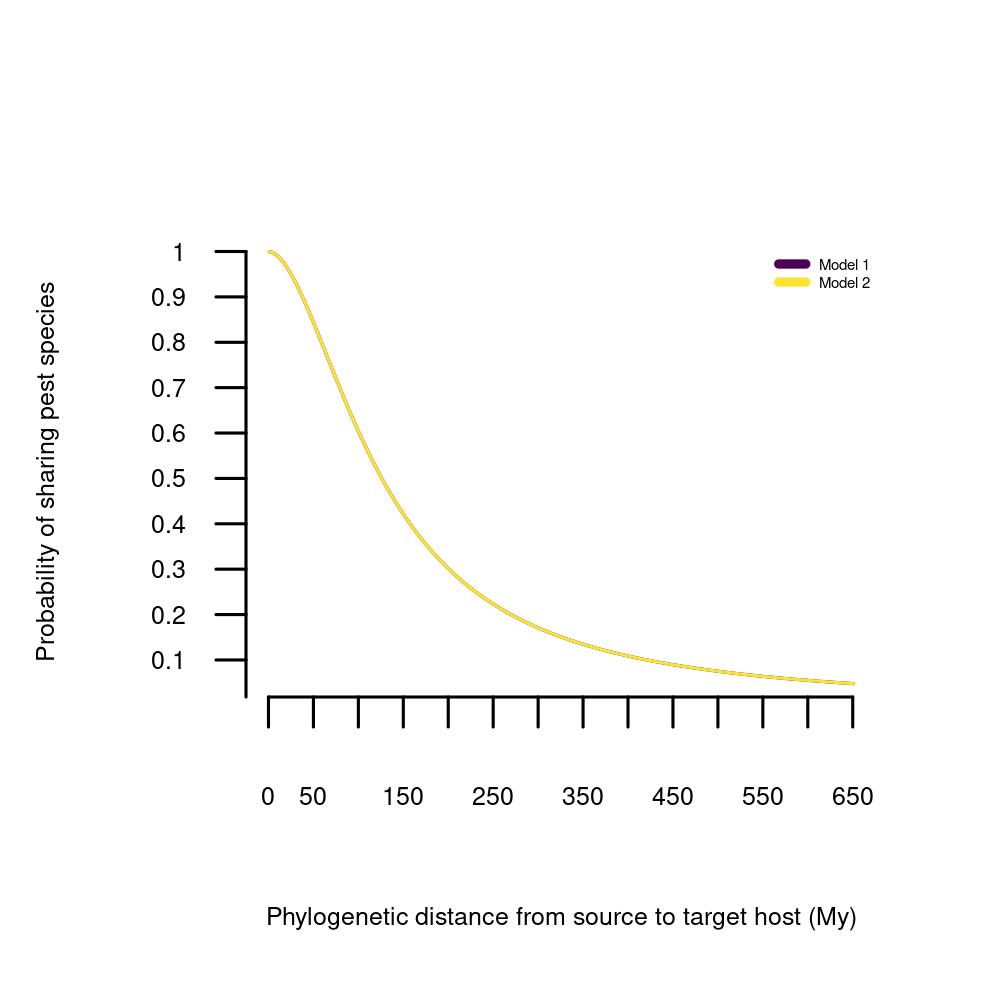 Probability of sharing pest species
1
0.9
0.8
0.7
0.6
0.5
0.4
0.3
0.2
0.1
Model 1
Model 2
0 50 150 250 350 450 550 650
Phylogenetic distance from source to target host (My)